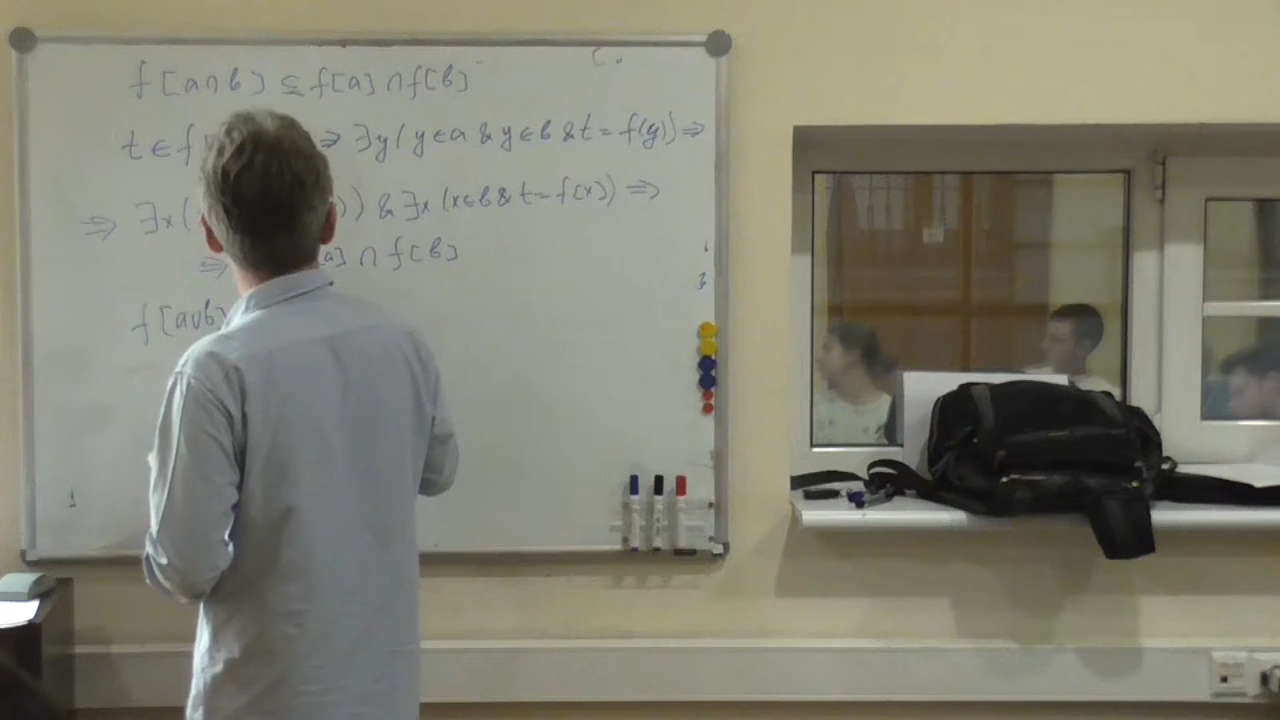 f[a∩b] ⊆ f[a] ∩ f[b]
t ∈ f ⇒ ∃y(y∈a & y∈b & t = f(y)) ⇒
⇒ ∃x( )) & ∃x(x∈b & t = f(x)) ⇒
⇒ a] ∩ f[b]
f[a∪b]